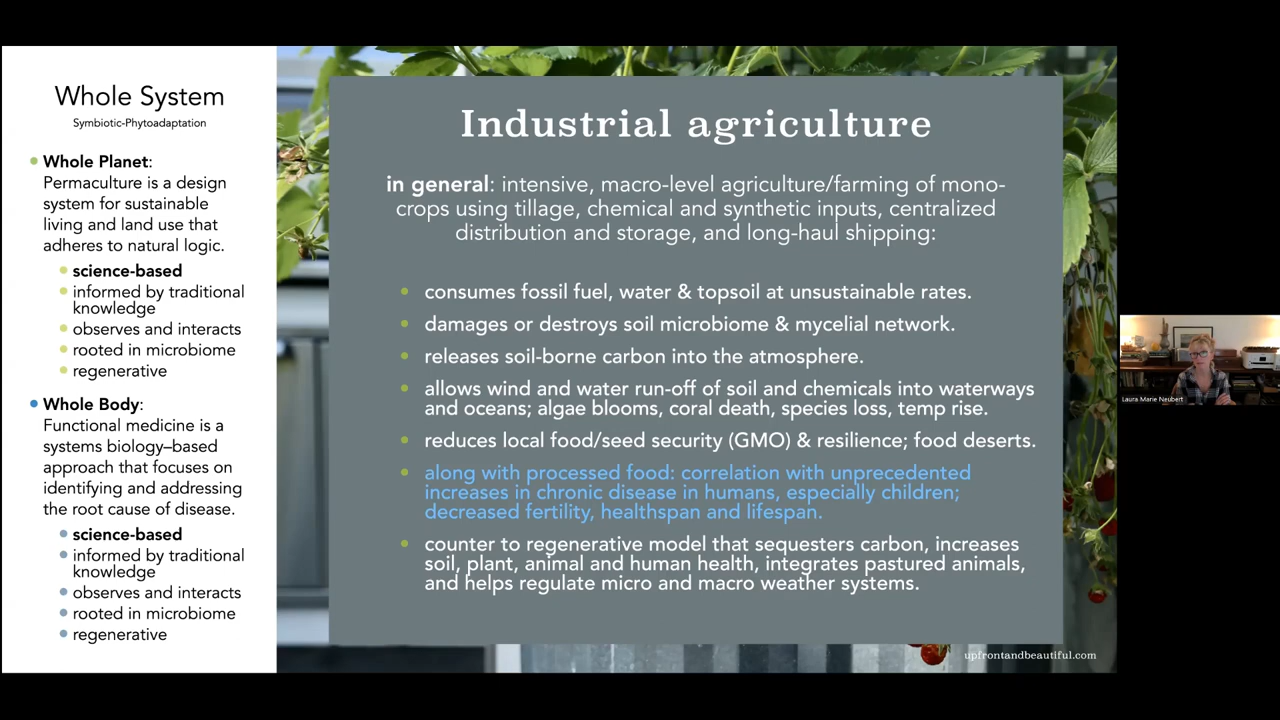 Whole System
Symbiotic-Phytoadaptation
Whole Planet:
Permaculture is a design
system for sustainable
living and land use that
adheres to natural logic.
science-based
informed by traditional
knowledge
observes and interacts
rooted in microbiome
regenerative
Whole Body:
Functional medicine is a
systems biology–based
approach that focuses on
identifying and addressing
the root cause of disease.
science-based
informed by traditional
knowledge
observes and interacts
rooted in microbiome
regenerative
Industrial agriculture
in general: intensive, macro-level agriculture/farming of mono-
crops using tillage, chemical and synthetic inputs, centralized
distribution and storage, and long-haul shipping:
consumes fossil fuel, water & topsoil at unsustainable rates.
damages or destroys soil microbiome & mycelial network.
releases soil-borne carbon into the atmosphere.
allows wind and water run-off of soil and chemicals into waterways
and oceans; algae blooms, coral death, species loss, temp rise.
reduces local food/seed security (GMO) & resilience; food deserts.
along with processed food: correlation with unprecedented
increases in chronic disease in humans, especially children;
decreased fertility, healthspan and lifespan.
counter to regenerative model that sequesters carbon, increases
soil, plant, animal and human health, integrates pastured animals,
and helps regulate micro and macro weather systems.
upfrontandbeautiful.com
Laura Marie Neubert